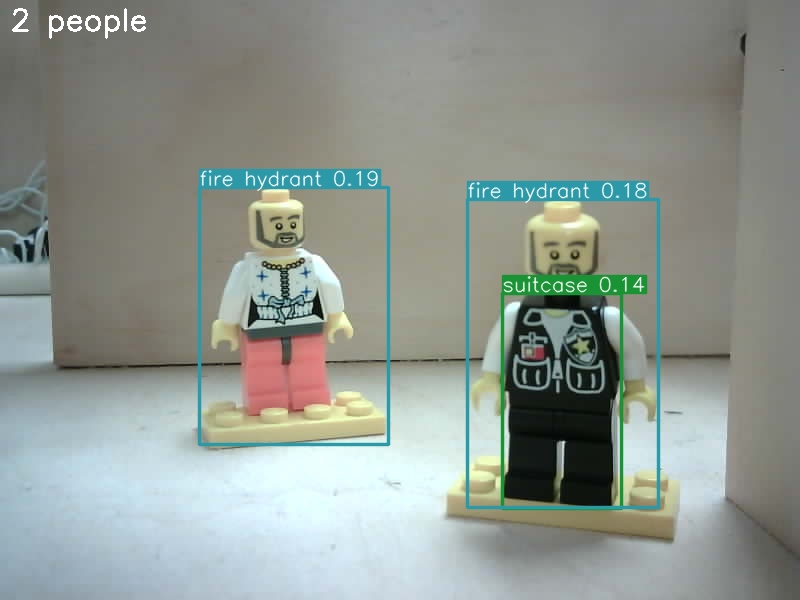 2 people
fire hydrant 0.19
fire hydrant 0.18
suitcase 0.14